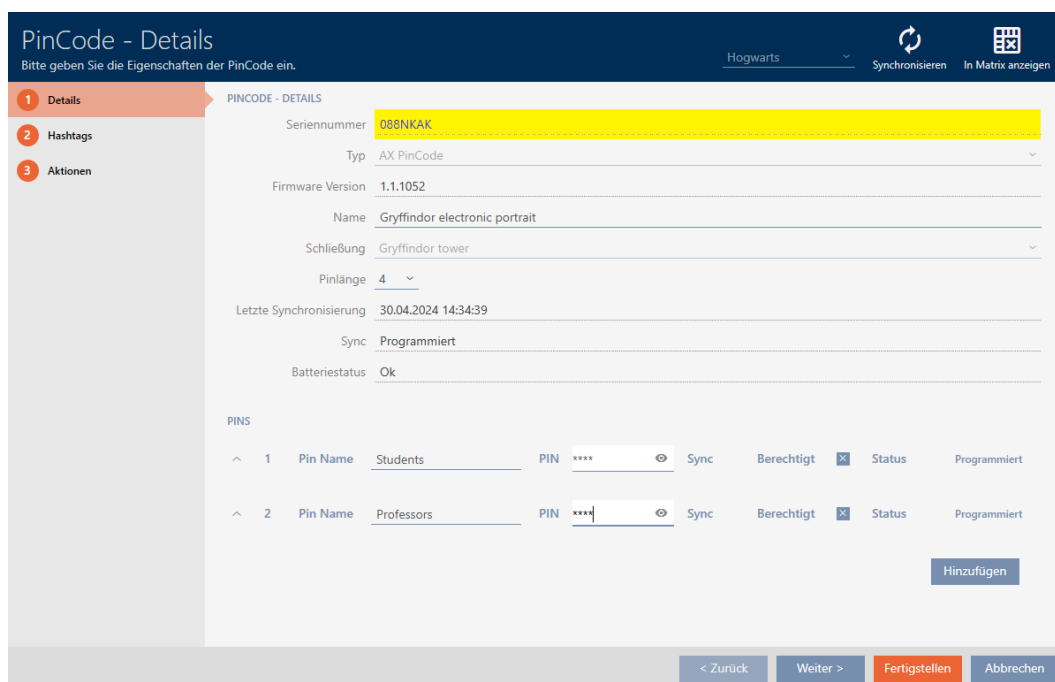 PinCode - Details
Bitte geben Sie die Eigenschaften der PinCode ein.
Hogwarts
Synchronisieren
In Matrix anzeigen
1 Details
2 Hashtags
3 Aktionen
PINCODE - DETAILS
Seriennummer 088NKAK
Typ AX PinCode
Firmware Version 1.1.1052
Name Gryffindor electronic portrait
Schließung Gryffindor tower
Pinlänge 4
Letzte Synchronisierung 30.04.2024 14:34:39
Sync Programmiert
Batteriestatus Ok
PINS
1 Pin Name Students PIN **** Sync Berechtigt Status Programmiert
2 Pin Name Professors PIN **** Sync Berechtigt Status Programmiert
Hinzufügen
< Zurück Weiter > Fertigstellen Abbrechen